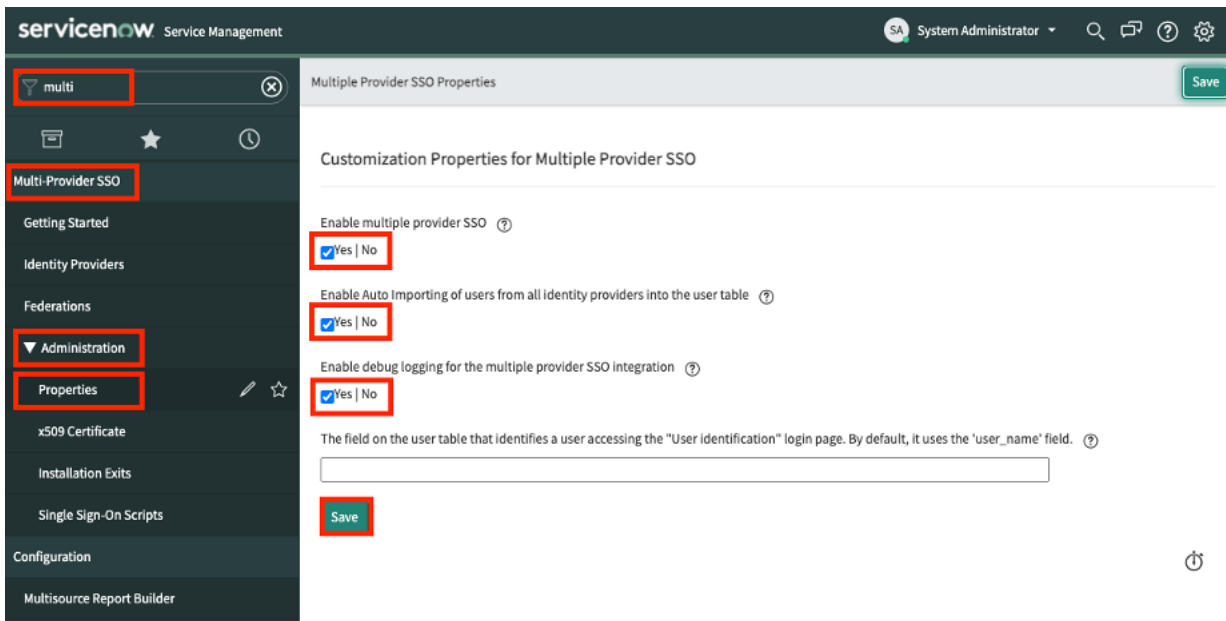 servicenow Service Management
SA System Administrator
multi
Multi-Provider SSO
Getting Started
Identity Providers
Federations
Administration
Properties
x509 Certificate
Installation Exits
Single Sign-On Scripts
Configuration
Multisource Report Builder
Multiple Provider SSO Properties
Save
Customization Properties for Multiple Provider SSO
Enable multiple provider SSO
Yes | No
Enable Auto Importing of users from all identity providers into the user table
Yes | No
Enable debug logging for the multiple provider SSO integration
Yes | No
The field on the user table that identifies a user accessing the "User identification" login page. By default, it uses the 'user_name' field.
Save